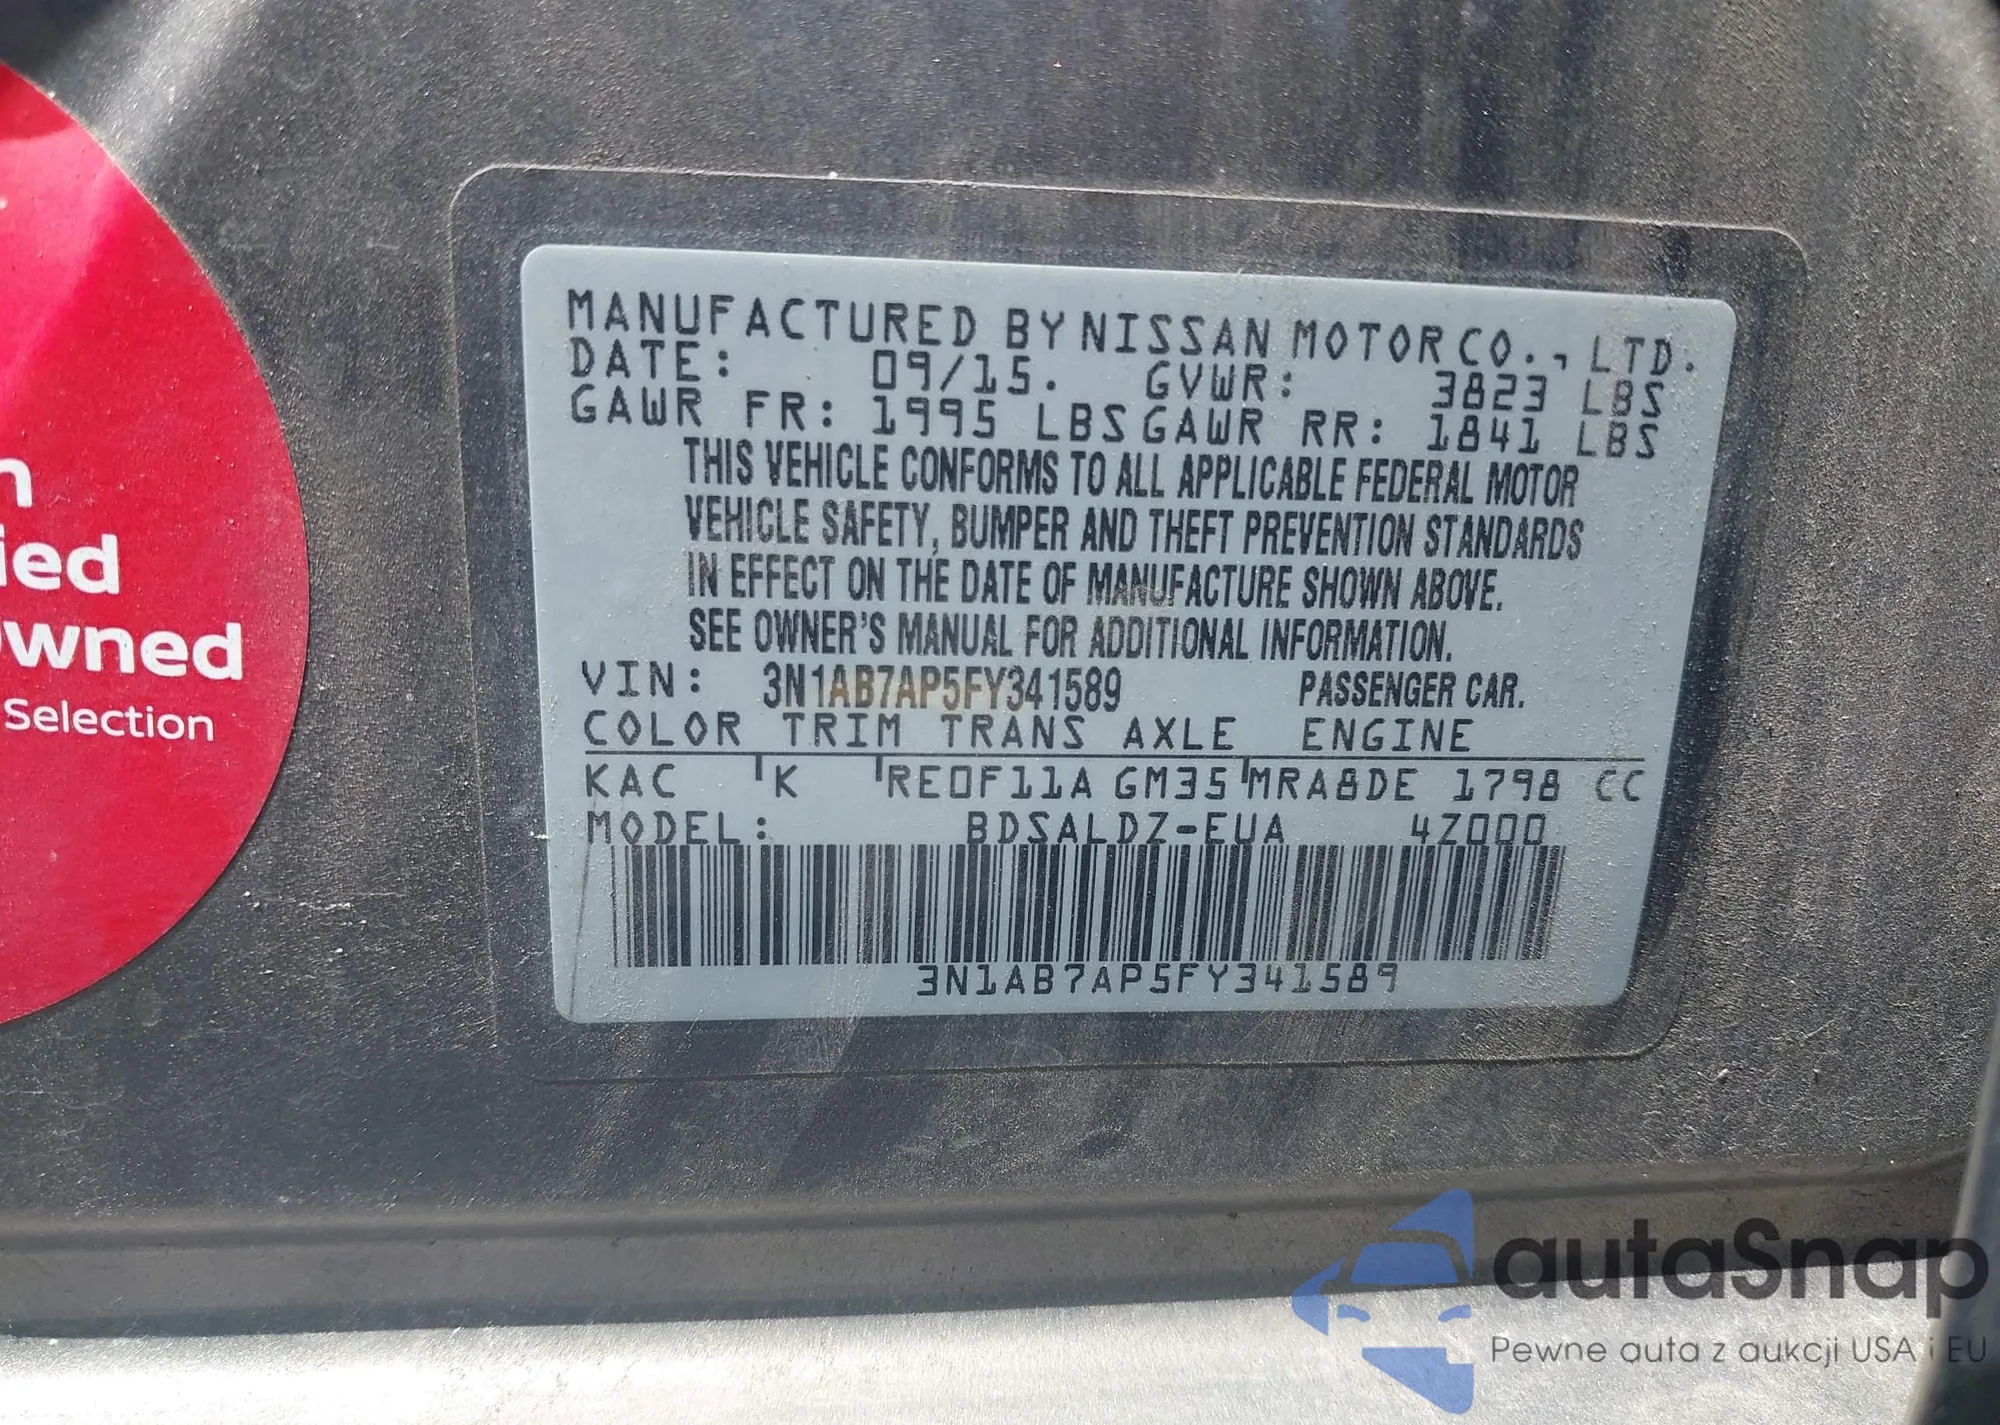 MANUFACTURED BY NISSAN MOTOR CO., LTD.
DATE: 09/15. GVWR: 3823 LBS
GAWR FR: 1995 LBS GAWR RR: 1841 LBS
THIS VEHICLE CONFORMS TO ALL APPLICABLE FEDERAL MOTOR
VEHICLE SAFETY, BUMPER AND THEFT PREVENTION STANDARDS
IN EFFECT ON THE DATE OF MANUFACTURE SHOWN ABOVE.
SEE OWNER'S MANUAL FOR ADDITIONAL INFORMATION.
VIN: 3N1AB7AP5FY341589 PASSENGER CAR.
COLOR TRIM TRANS AXLE ENGINE
KAC K RE0F11A GM35 MRA8DE 1798 CC
MODEL: BDSALDZ-EUA 4Z000
3N1AB7AP5FY341589
n
ied
wned
Selection
autaSnap
Pewne auta z aukcji USA i EU